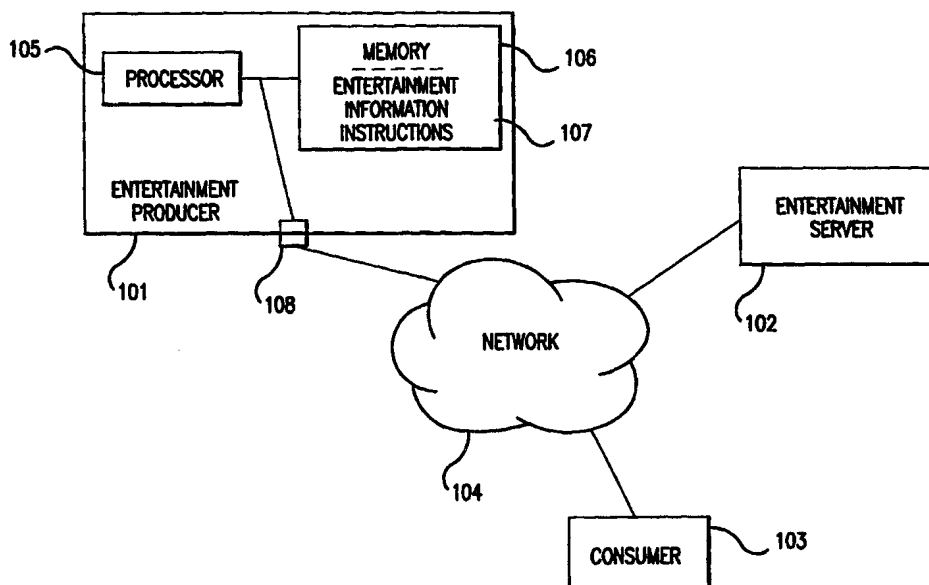 105
PROCESSOR
MEMORY
ENTERTAINMENT
INFORMATION
INSTRUCTIONS
106
107
ENTERTAINMENT
PRODUCER
101
108
ENTERTAINMENT
SERVER
102
NETWORK
104
CONSUMER
103